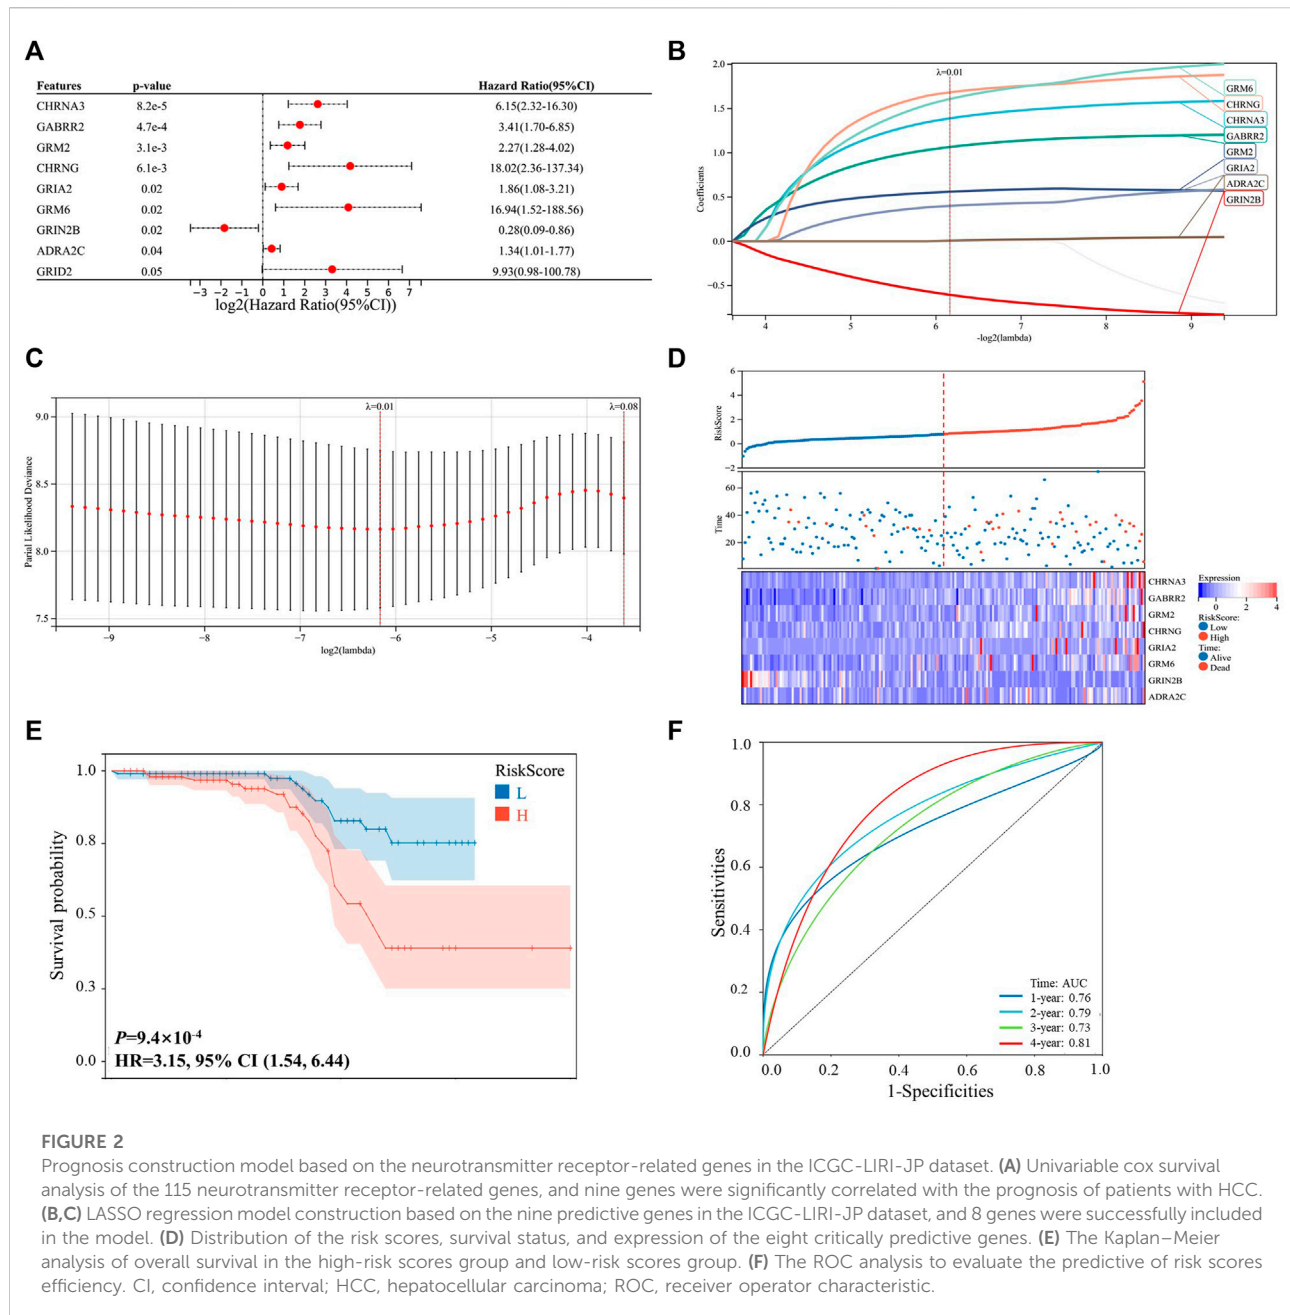 A
Features p-value Hazard Ratio(95%CI)
CHRNA3 8.2e-5 6.15(2.32-16.30)
GABRR2 4.7e-4 3.41(1.70-6.85)
GRM2 3.1e-3 2.27(1.28-4.02)
CHRNG 6.1e-3 18.02(2.36-137.34)
GRIA2 0.02 1.86(1.08-3.21)
GRM6 0.02 16.94(1.52-188.56)
GRIN2B 0.02 0.28(0.09-0.86)
ADRA2C 0.04 1.34(1.01-1.77)
GRID2 0.05 9.93(0.98-100.78)
−3 −2 −1 0 1 2 3 4 5 6 7
log2(Hazard Ratio(95%CI))
B
λ=0.01
2.0
1.5
1.0
0.5
0.0
−0.5
Coefficients
GRM6
CHRNG
CHRNA3
GABRR2
GRM2
GRIA2
ADRA2C
GRIN2B
4 5 6 7 8 9
-log2(lambda)
C
λ=0.01 λ=0.08
9.0
8.5
8.0
7.5
Parial Likelihood Deviance
−9 −8 −7 −6 −5 −4
log2(lambda)
D
6
4
2
0
−2
RiskScore
60
40
20
Time
CHRNA3
GABRR2
GRM2
CHRNG
GRIA2
GRM6
GRIN2B
ADRA2C
Expression
0 2 4
RiskScore:
Low
High
Time:
Alive
Dead
E
RiskScore
L
H
1.0
0.8
0.5
0.3
0.0
Survival probability
P=9.4×10-4
HR=3.15, 95% CI (1.54, 6.44)
F
1.0
0.8
0.6
0.4
0.2
0.0
Sensitivities
Time: AUC
1-year: 0.76
2-year: 0.79
3-year: 0.73
4-year: 0.81
0.0 0.2 0.4 0.6 0.8 1.0
1-Specificities
FIGURE 2
Prognosis construction model based on the neurotransmitter receptor-related genes in the ICGC-LIRI-JP dataset. (A) Univariable cox survival
analysis of the 115 neurotransmitter receptor-related genes, and nine genes were significantly correlated with the prognosis of patients with HCC.
(B,C) LASSO regression model construction based on the nine predictive genes in the ICGC-LIRI-JP dataset, and 8 genes were successfully included
in the model. (D) Distribution of the risk scores, survival status, and expression of the eight critically predictive genes. (E) The Kaplan–Meier
analysis of overall survival in the high-risk scores group and low-risk scores group. (F) The ROC analysis to evaluate the predictive of risk scores
efficiency. CI, confidence interval; HCC, hepatocellular carcinoma; ROC, receiver operator characteristic.